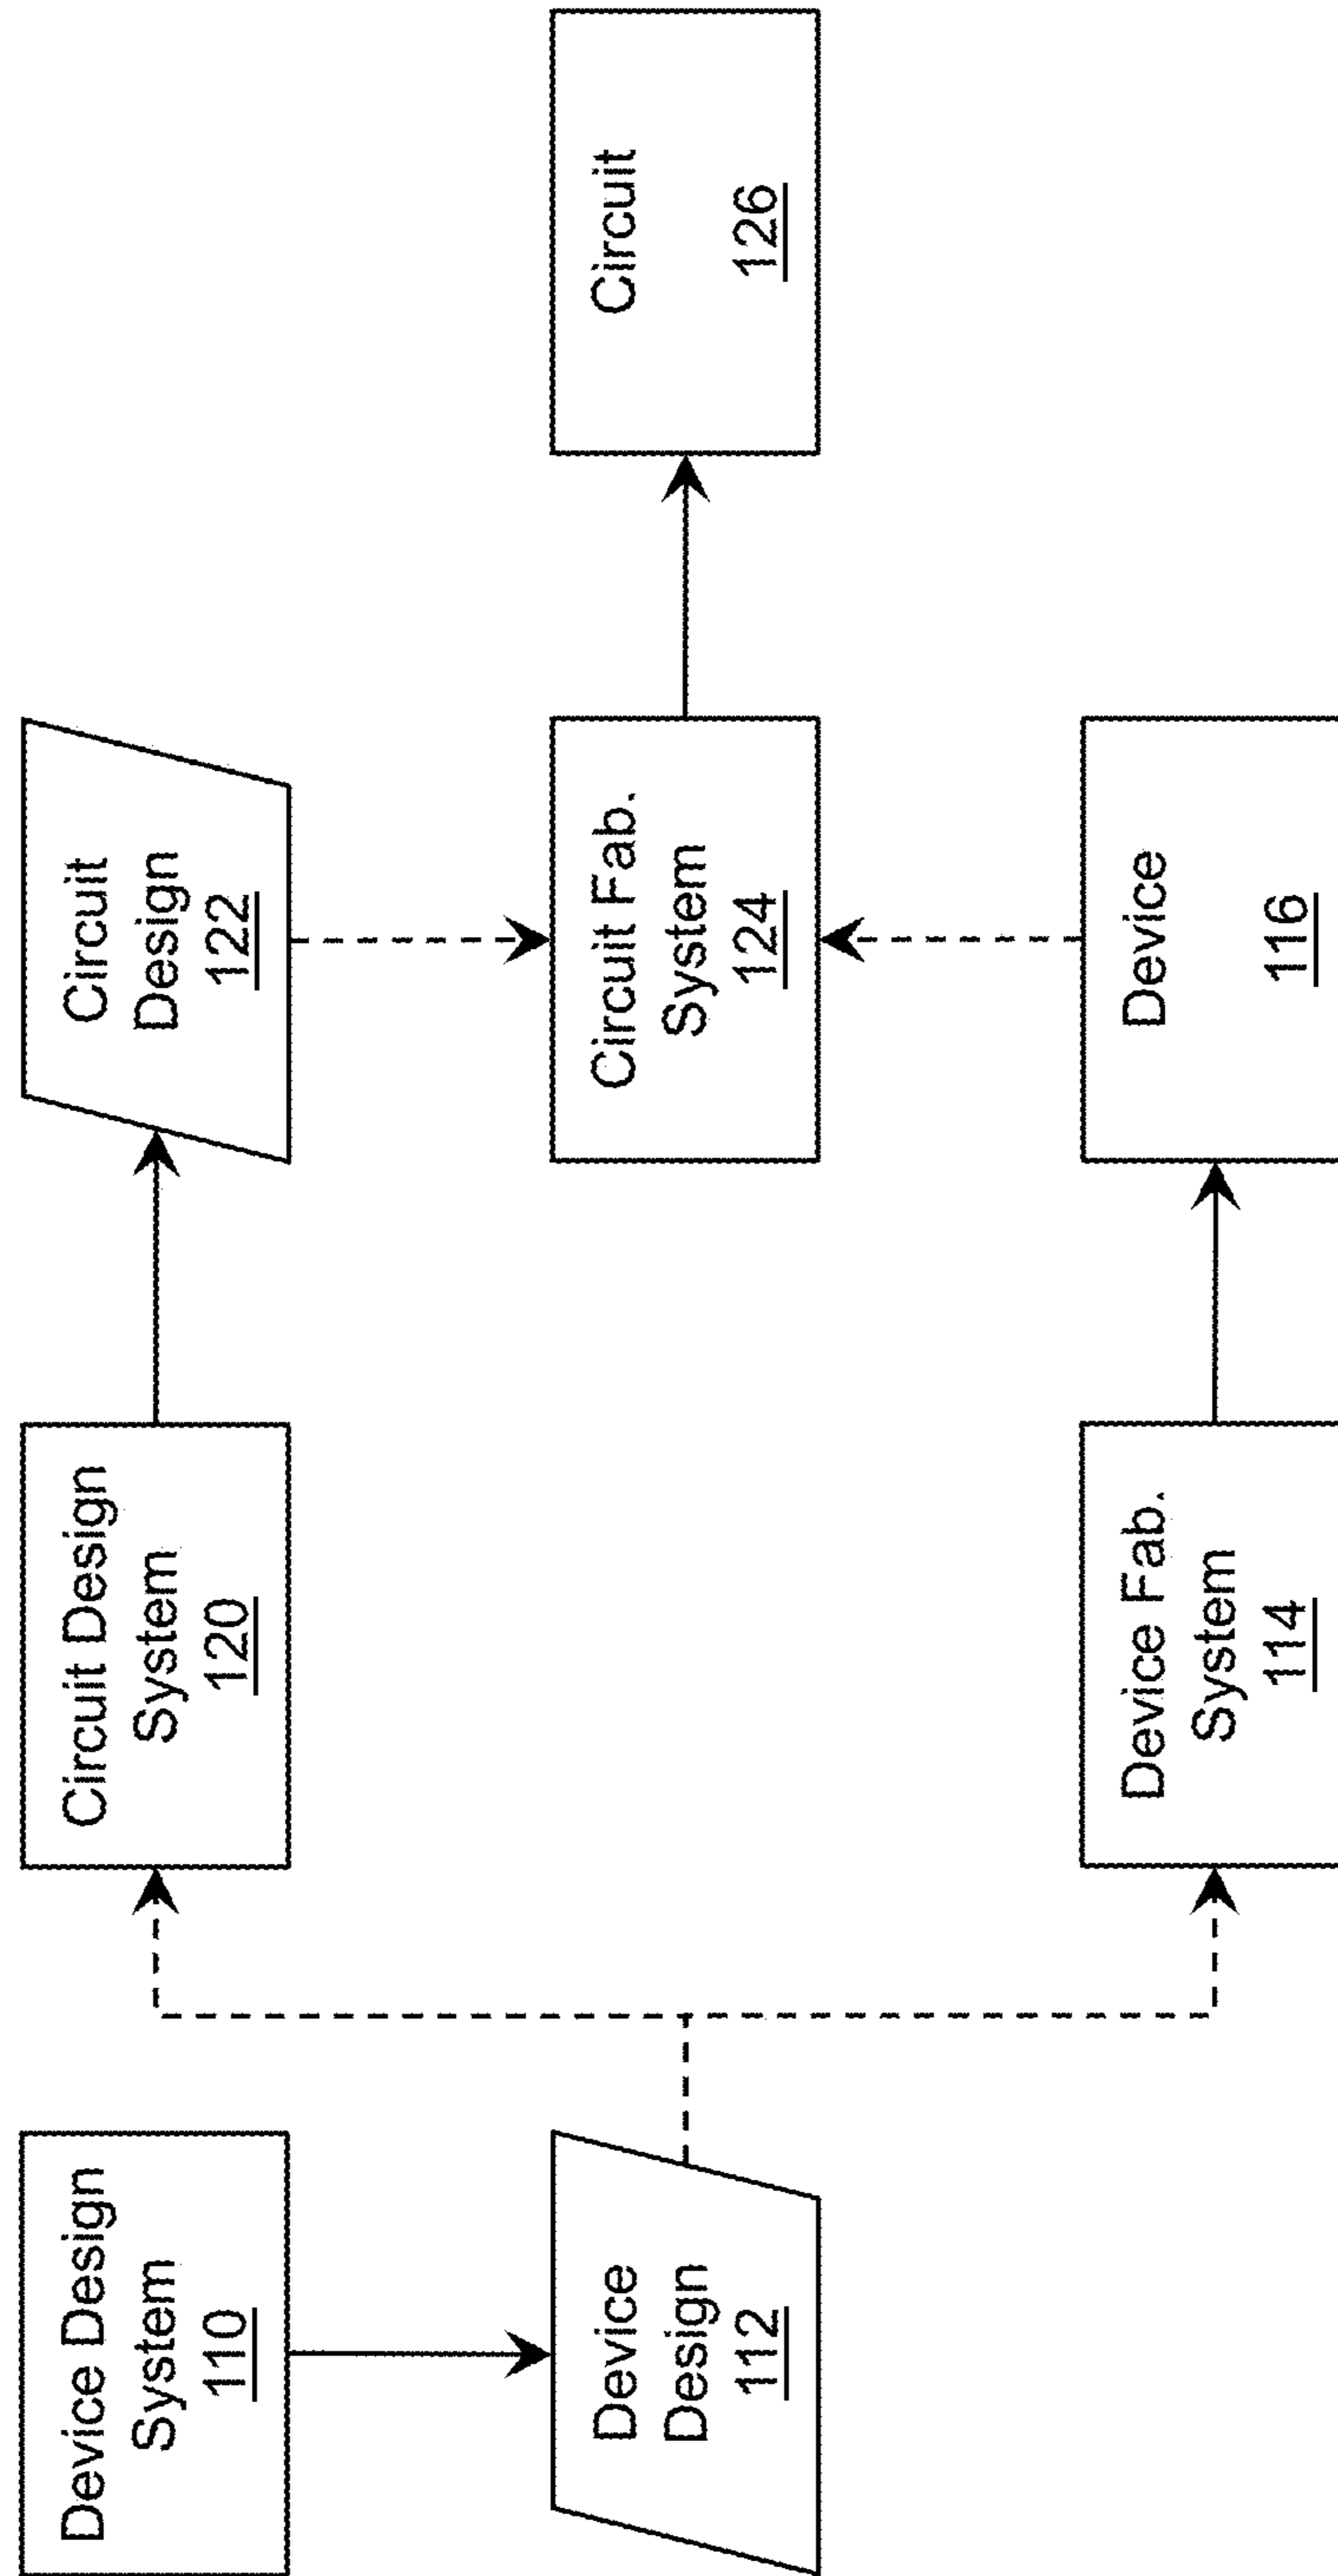 Device Design
System
110
Circuit Design
System
120
Circuit
Design
122
Device
Design
112
Circuit Fab.
System
124
Circuit
126
Device Fab.
System
114
Device
116